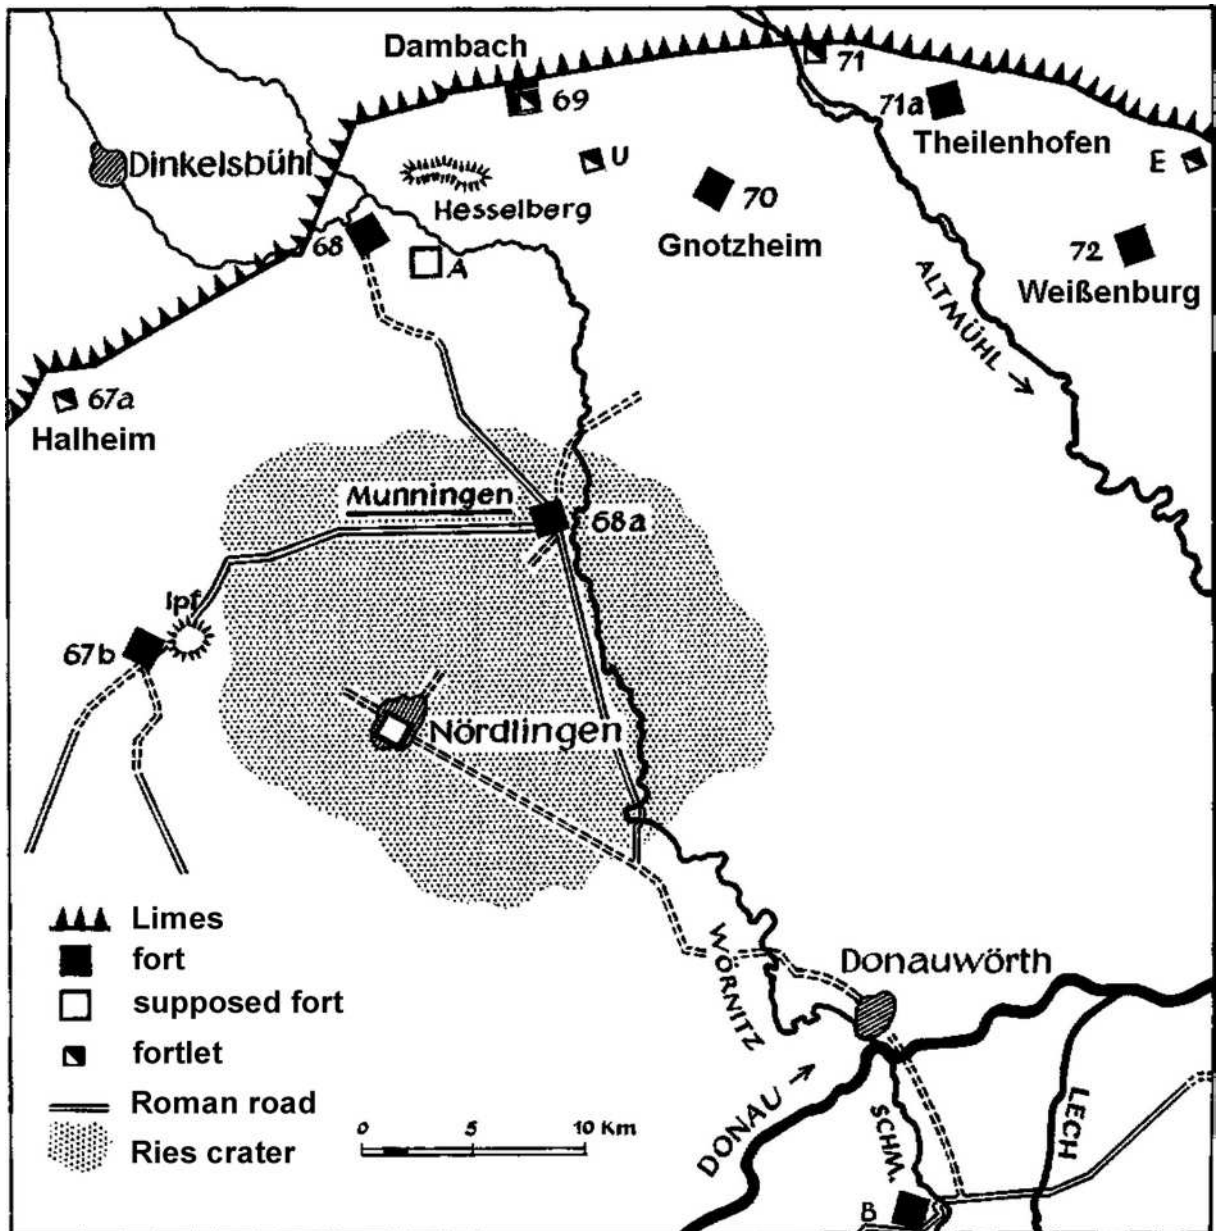 Dambach
71
69
71a
Theilenhofen
Dinkelsbühl
U
E
Hesselberg
70
68
Gnotzheim
A
72
Weißenburg
ALTMÜHL
67a
Halheim
Munningen
68a
Ipf
67b
Nördlingen
Limes
fort
WÖRNITZ
Donauwörth
supposed fort
fortlet
Roman road
0 5 10 Km
DONAU
SCHM.
LECH
Ries crater
B